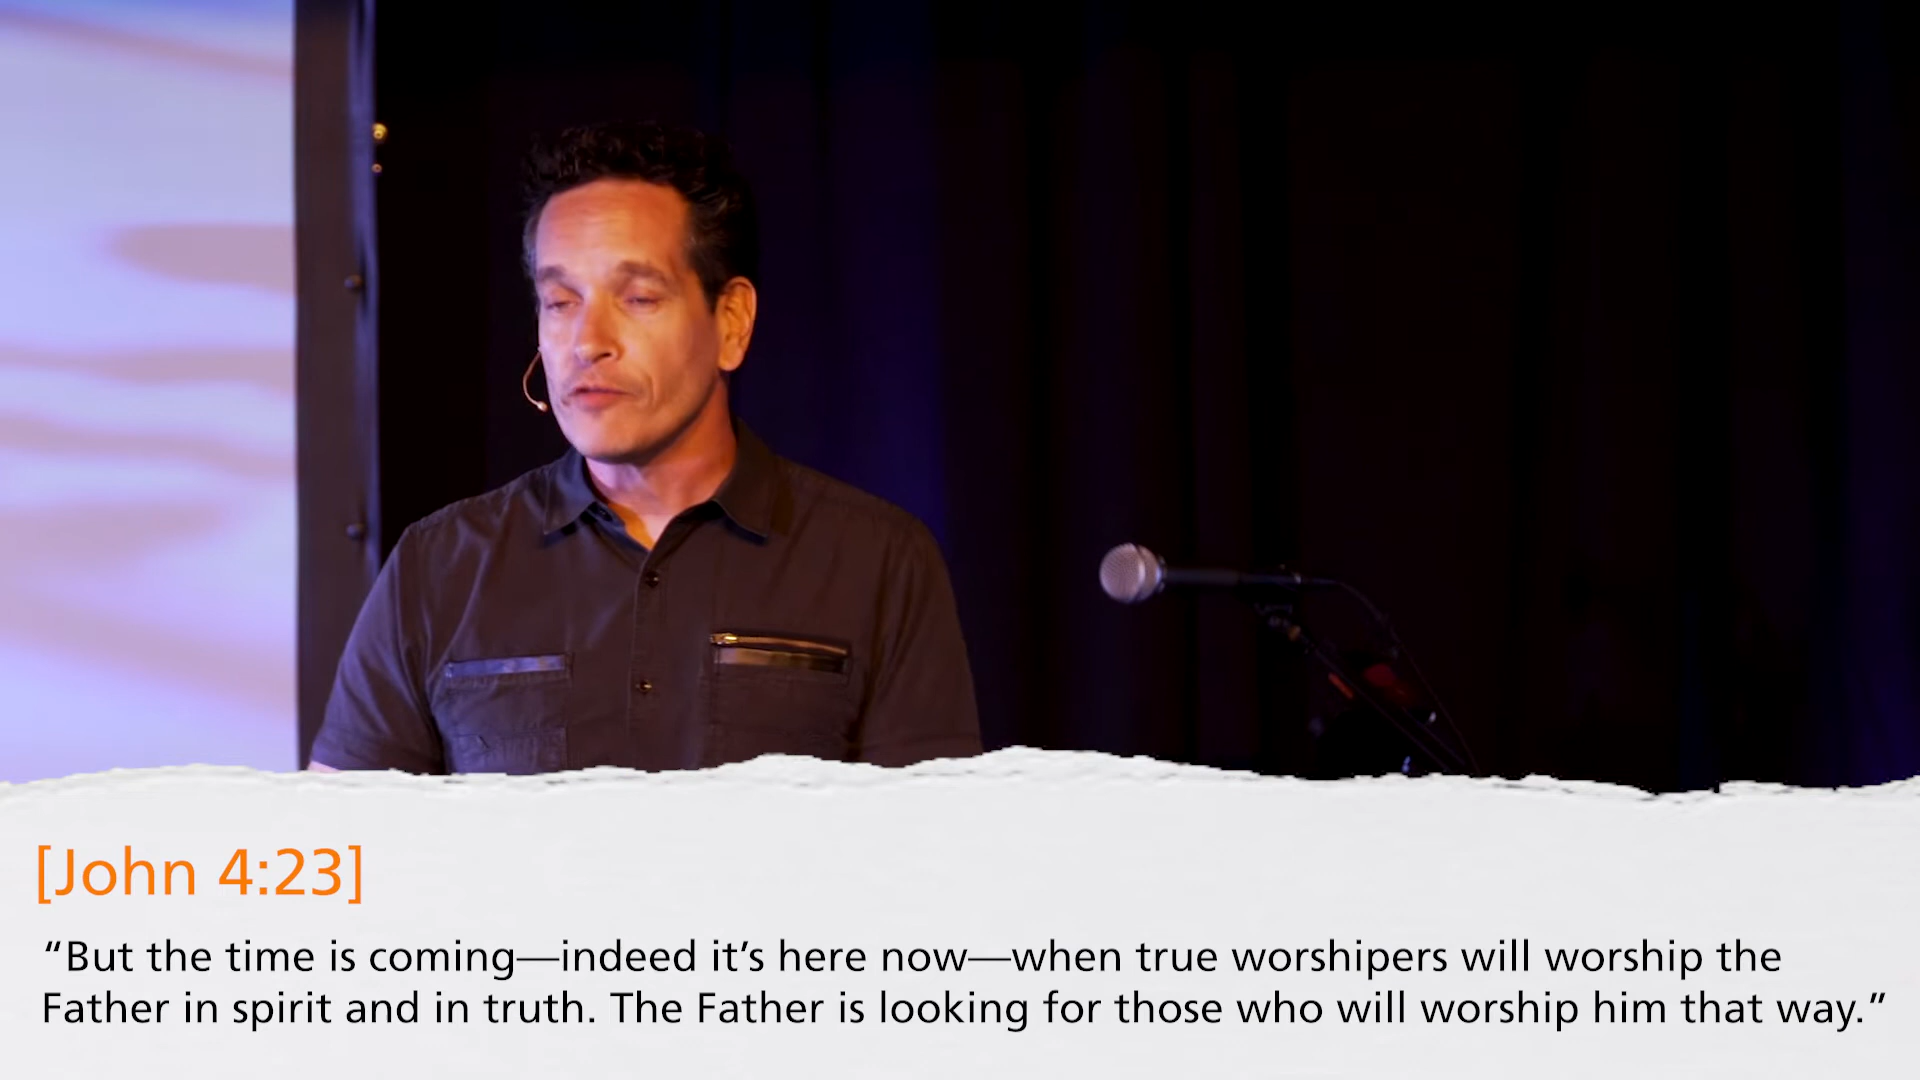 [John 4:23]
“But the time is coming—indeed it’s here now—when true worshipers will worship the
Father in spirit and in truth. The Father is looking for those who will worship him that way.”